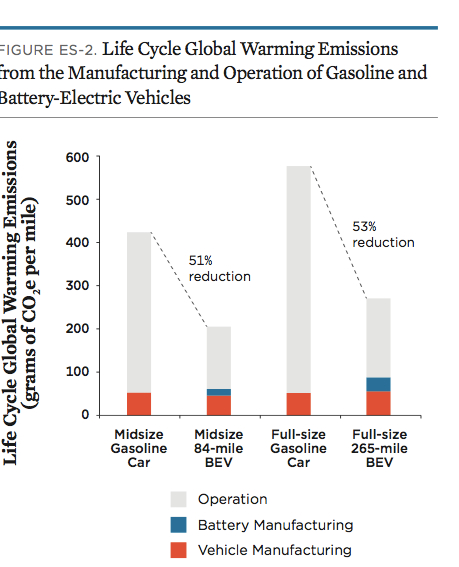 FIGURE ES-2. Life Cycle Global Warming Emissions
from the Manufacturing and Operation of Gasoline and
Battery-Electric Vehicles
Life Cycle Global Warming Emissions
(grams of CO₂e per mile)
600
500
400
300
200
100
0
51%
reduction
53%
reduction
Midsize
Gasoline
Car
Midsize
84-mile
BEV
Full-size
Gasoline
Car
Full-size
265-mile
BEV
Operation
Battery Manufacturing
Vehicle Manufacturing